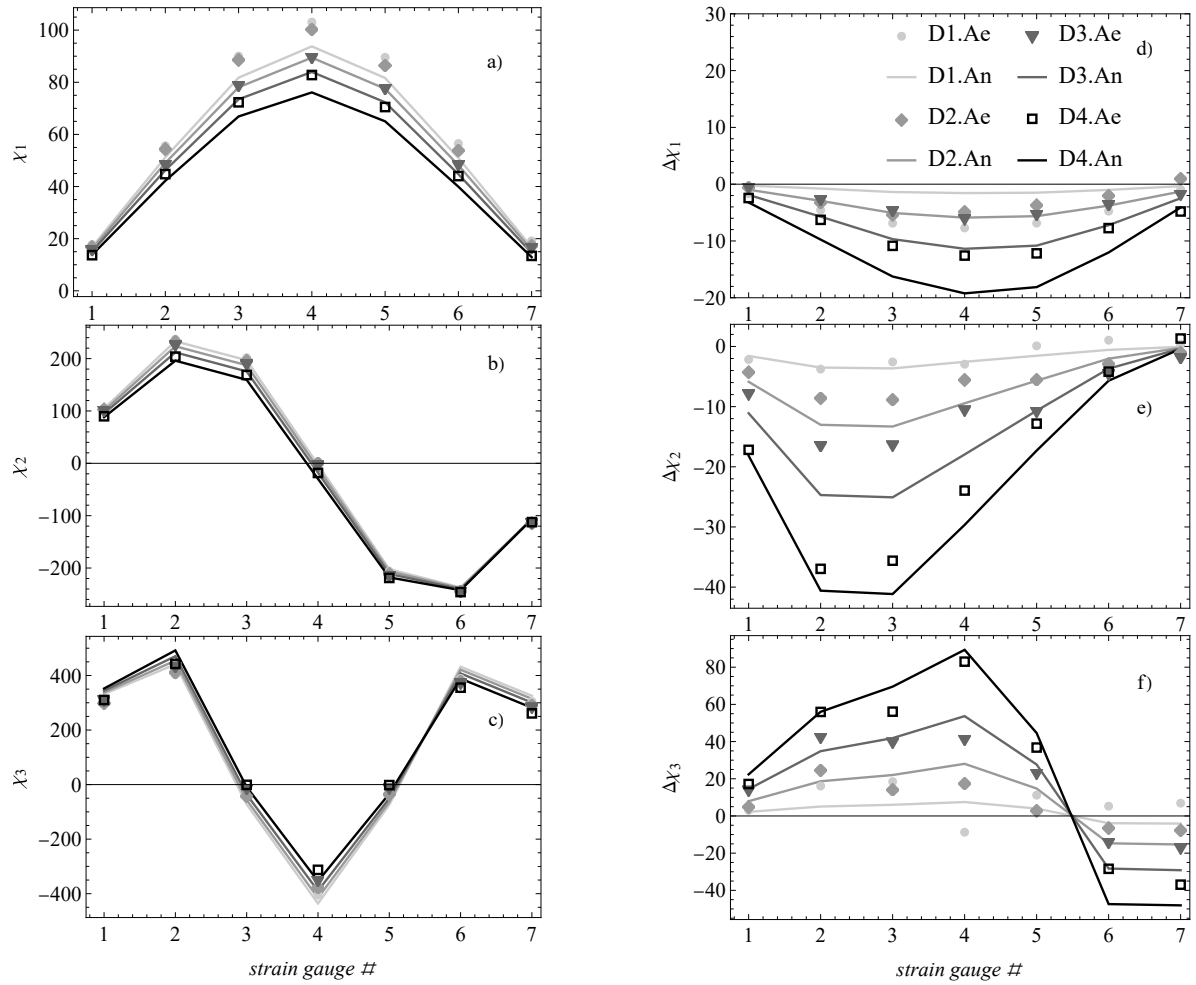 100
80
60
40
20
0
χ1
a)
1 2 3 4 5 6 7
200
100
0
−100
−200
χ2
b)
1 2 3 4 5 6 7
400
200
0
−200
−400
χ3
c)
1 2 3 4 5 6 7
strain gauge #
30
20
10
0
−10
−20
Δχ1
d)
D1.Ae D3.Ae
D1.An D3.An
D2.Ae D4.Ae
D2.An D4.An
1 2 3 4 5 6 7
0
−10
−20
−30
−40
Δχ2
e)
1 2 3 4 5 6 7
80
60
40
20
0
−20
−40
Δχ3
f)
1 2 3 4 5 6 7
strain gauge #